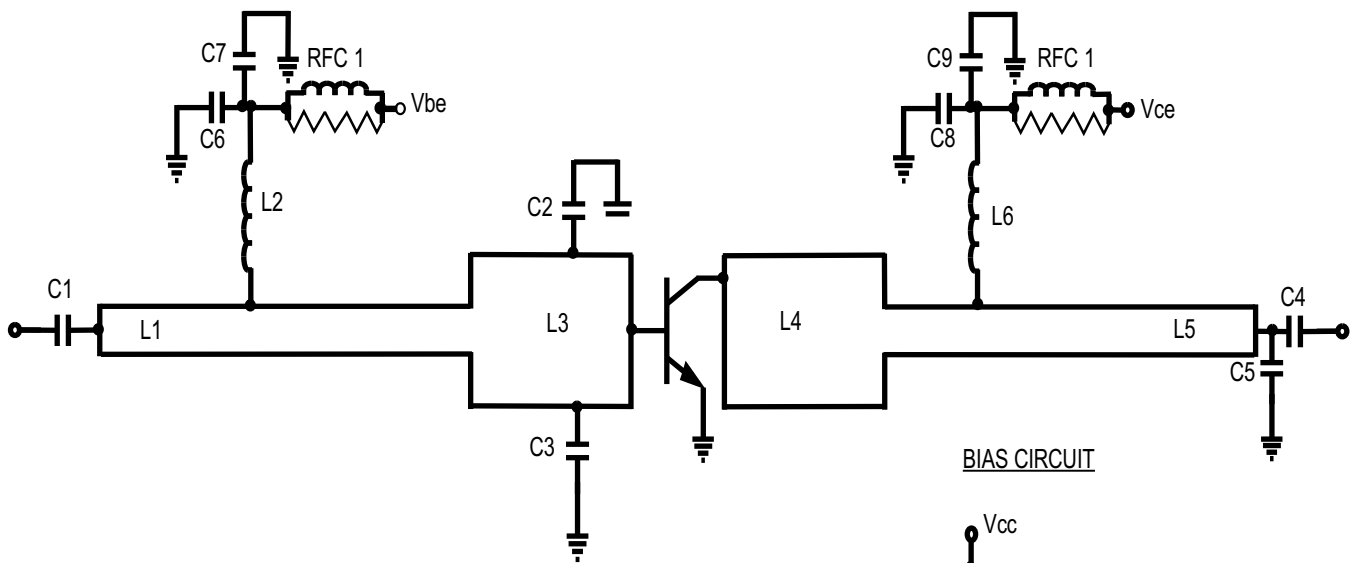 C7
RFC 1
C9
RFC 1
Vbe
Vce
C6
C8
L2
C2
L6
C1
L1
L3
L4
L5
C4
C5
C3
BIAS CIRCUIT
Vcc